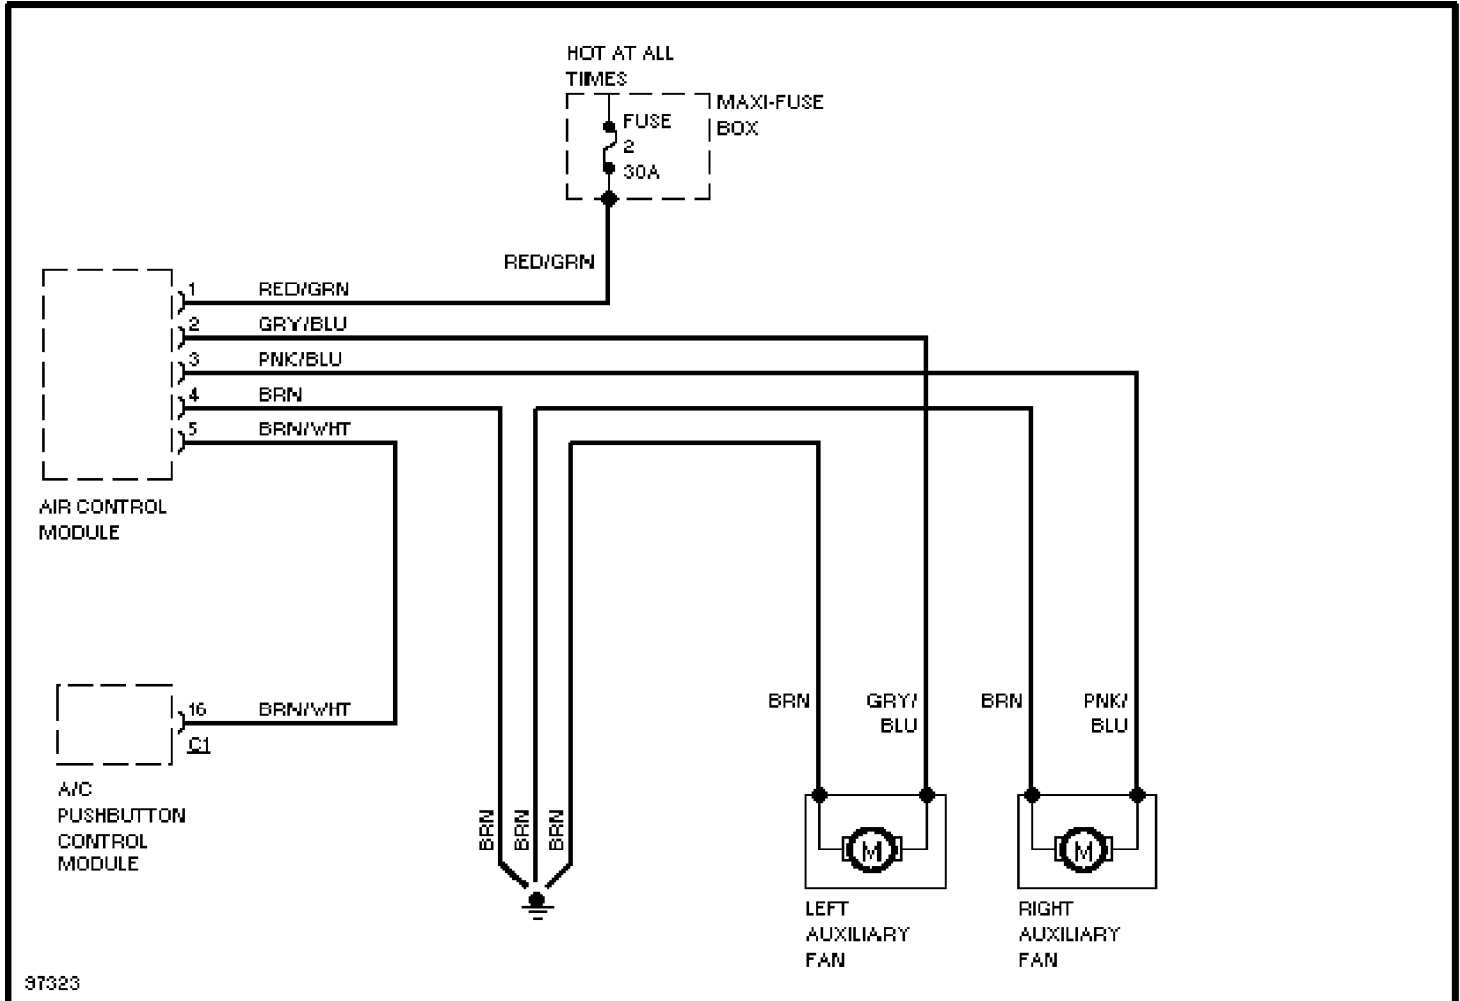 HOT AT ALL
TIMES
MAXI-FUSE
BOX
FUSE
2
30A
RED/GRN
1 RED/GRN
2 GRY/BLU
3 PNK/BLU
4 BRN
5 BRN/WHT
AIR CONTROL
MODULE
16 BRN/WHT
C1
A/C
PUSHBUTTON
CONTROL
MODULE
BRN
BRN
BRN
BRN
GRY/
BLU
BRN
PNK/
BLU
M
M
LEFT
AUXILIARY
FAN
RIGHT
AUXILIARY
FAN
97323